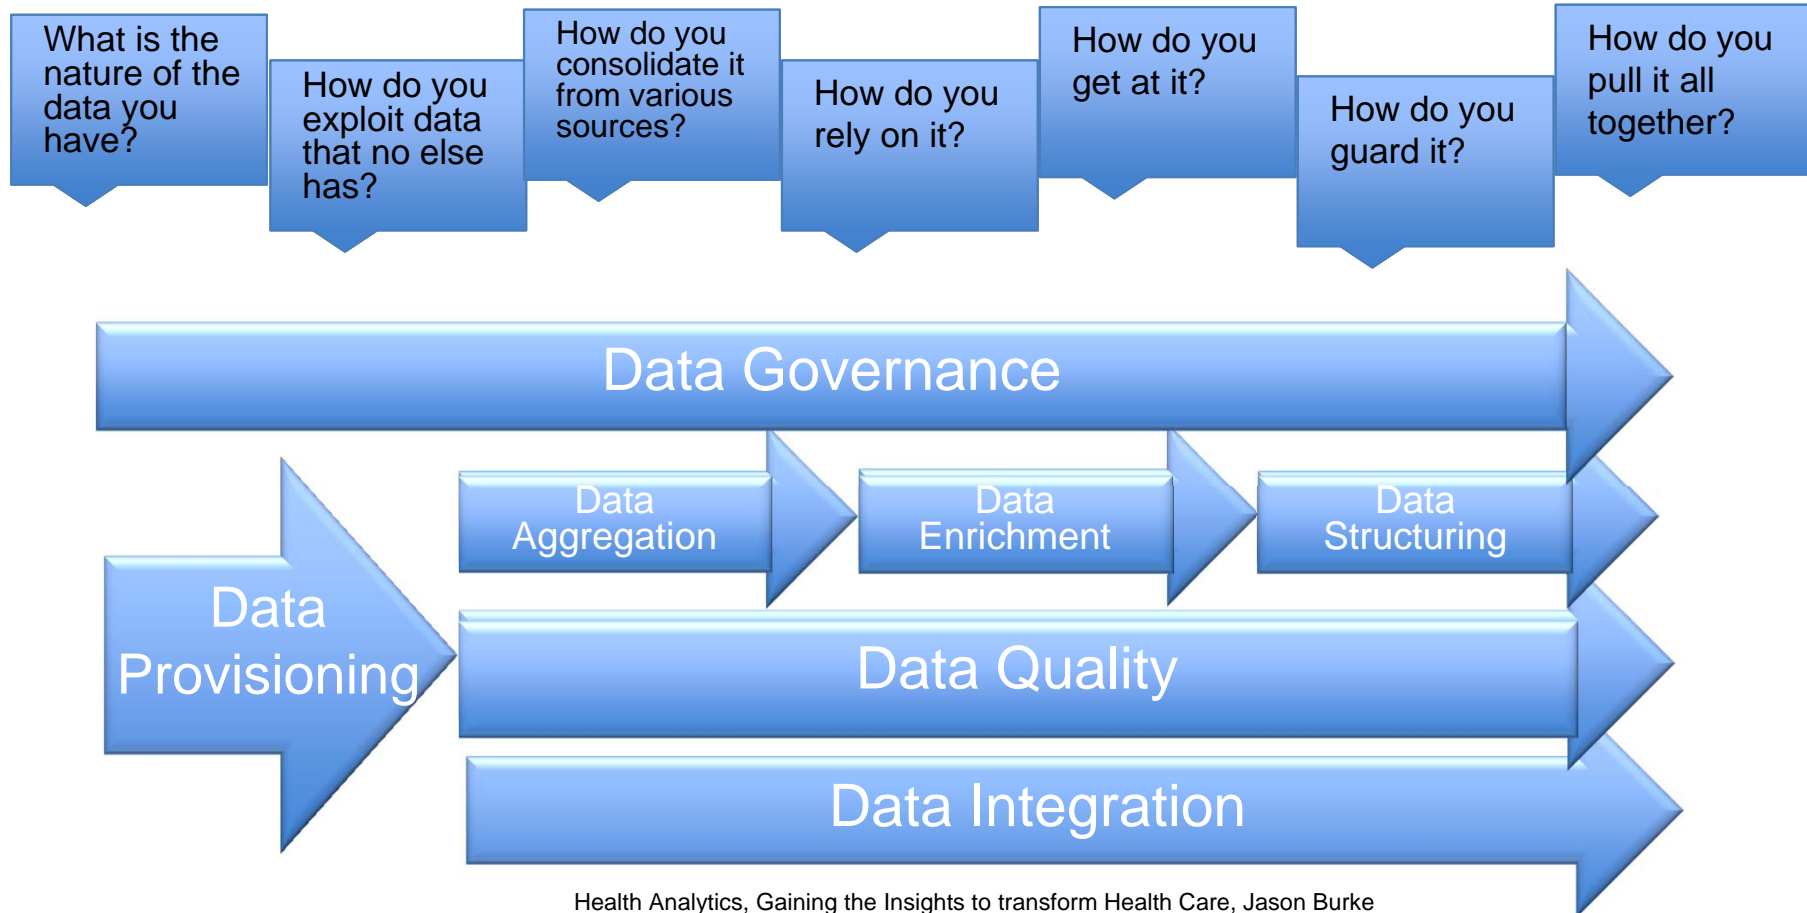 What is the
nature of the
data you
have?
How do you
exploit data
that no else
has?
How do you
consolidate it
from various
sources?
How do you
rely on it?
How do you
get at it?
How do you
guard it?
How do you
pull it all
together?
Data Governance
Data
Aggregation
Data
Enrichment
Data
Structuring
Data
Provisioning
Data Quality
Data Integration
Health Analytics, Gaining the Insights to transform Health Care, Jason Burke